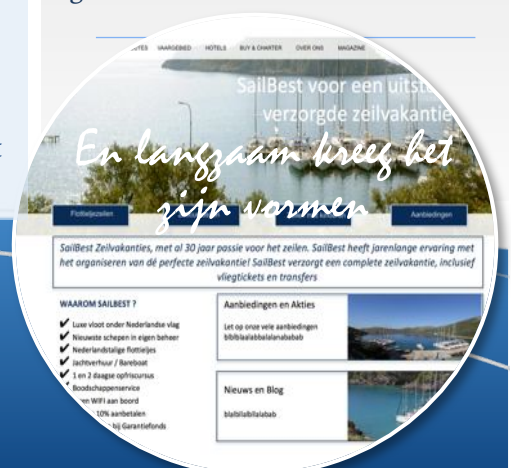 VAARGEBIED HOTELS BUY & CHARTER OVER ONS MAGAZINE
SailBest voor een
verzorgde zeilvakantie
En langzaam kreeg het
zijn vormen
Flottieljezeilen
Aanbiedingen
SailBest Zeilvakanties, met al 30 jaar passie voor het zeilen. SailBest heeft jarenlange ervaring met
het organiseren van dé perfecte zeilvakantie! SailBest verzorgt een complete zeilvakantie, inclusief
vliegtickets en transfers
WAAROM SAILBEST ?
✔ Luxe vloot onder Nederlandse vlag
✔ Nieuwste schepen in eigen beheer
✔ Nederlandstalige flottieljes
✔ Jachtverhuur / Bareboat
✔ 1 en 2 daagse opfriscursus
Boodschappenservice
WIFI aan boord
10% aanbetalen
bij Garantiefonds
Aanbiedingen en Akties
Let op onze vele aanbiedingen
blblblaalabbalalanababab
Nieuws en Blog
blalbllalbllalabab